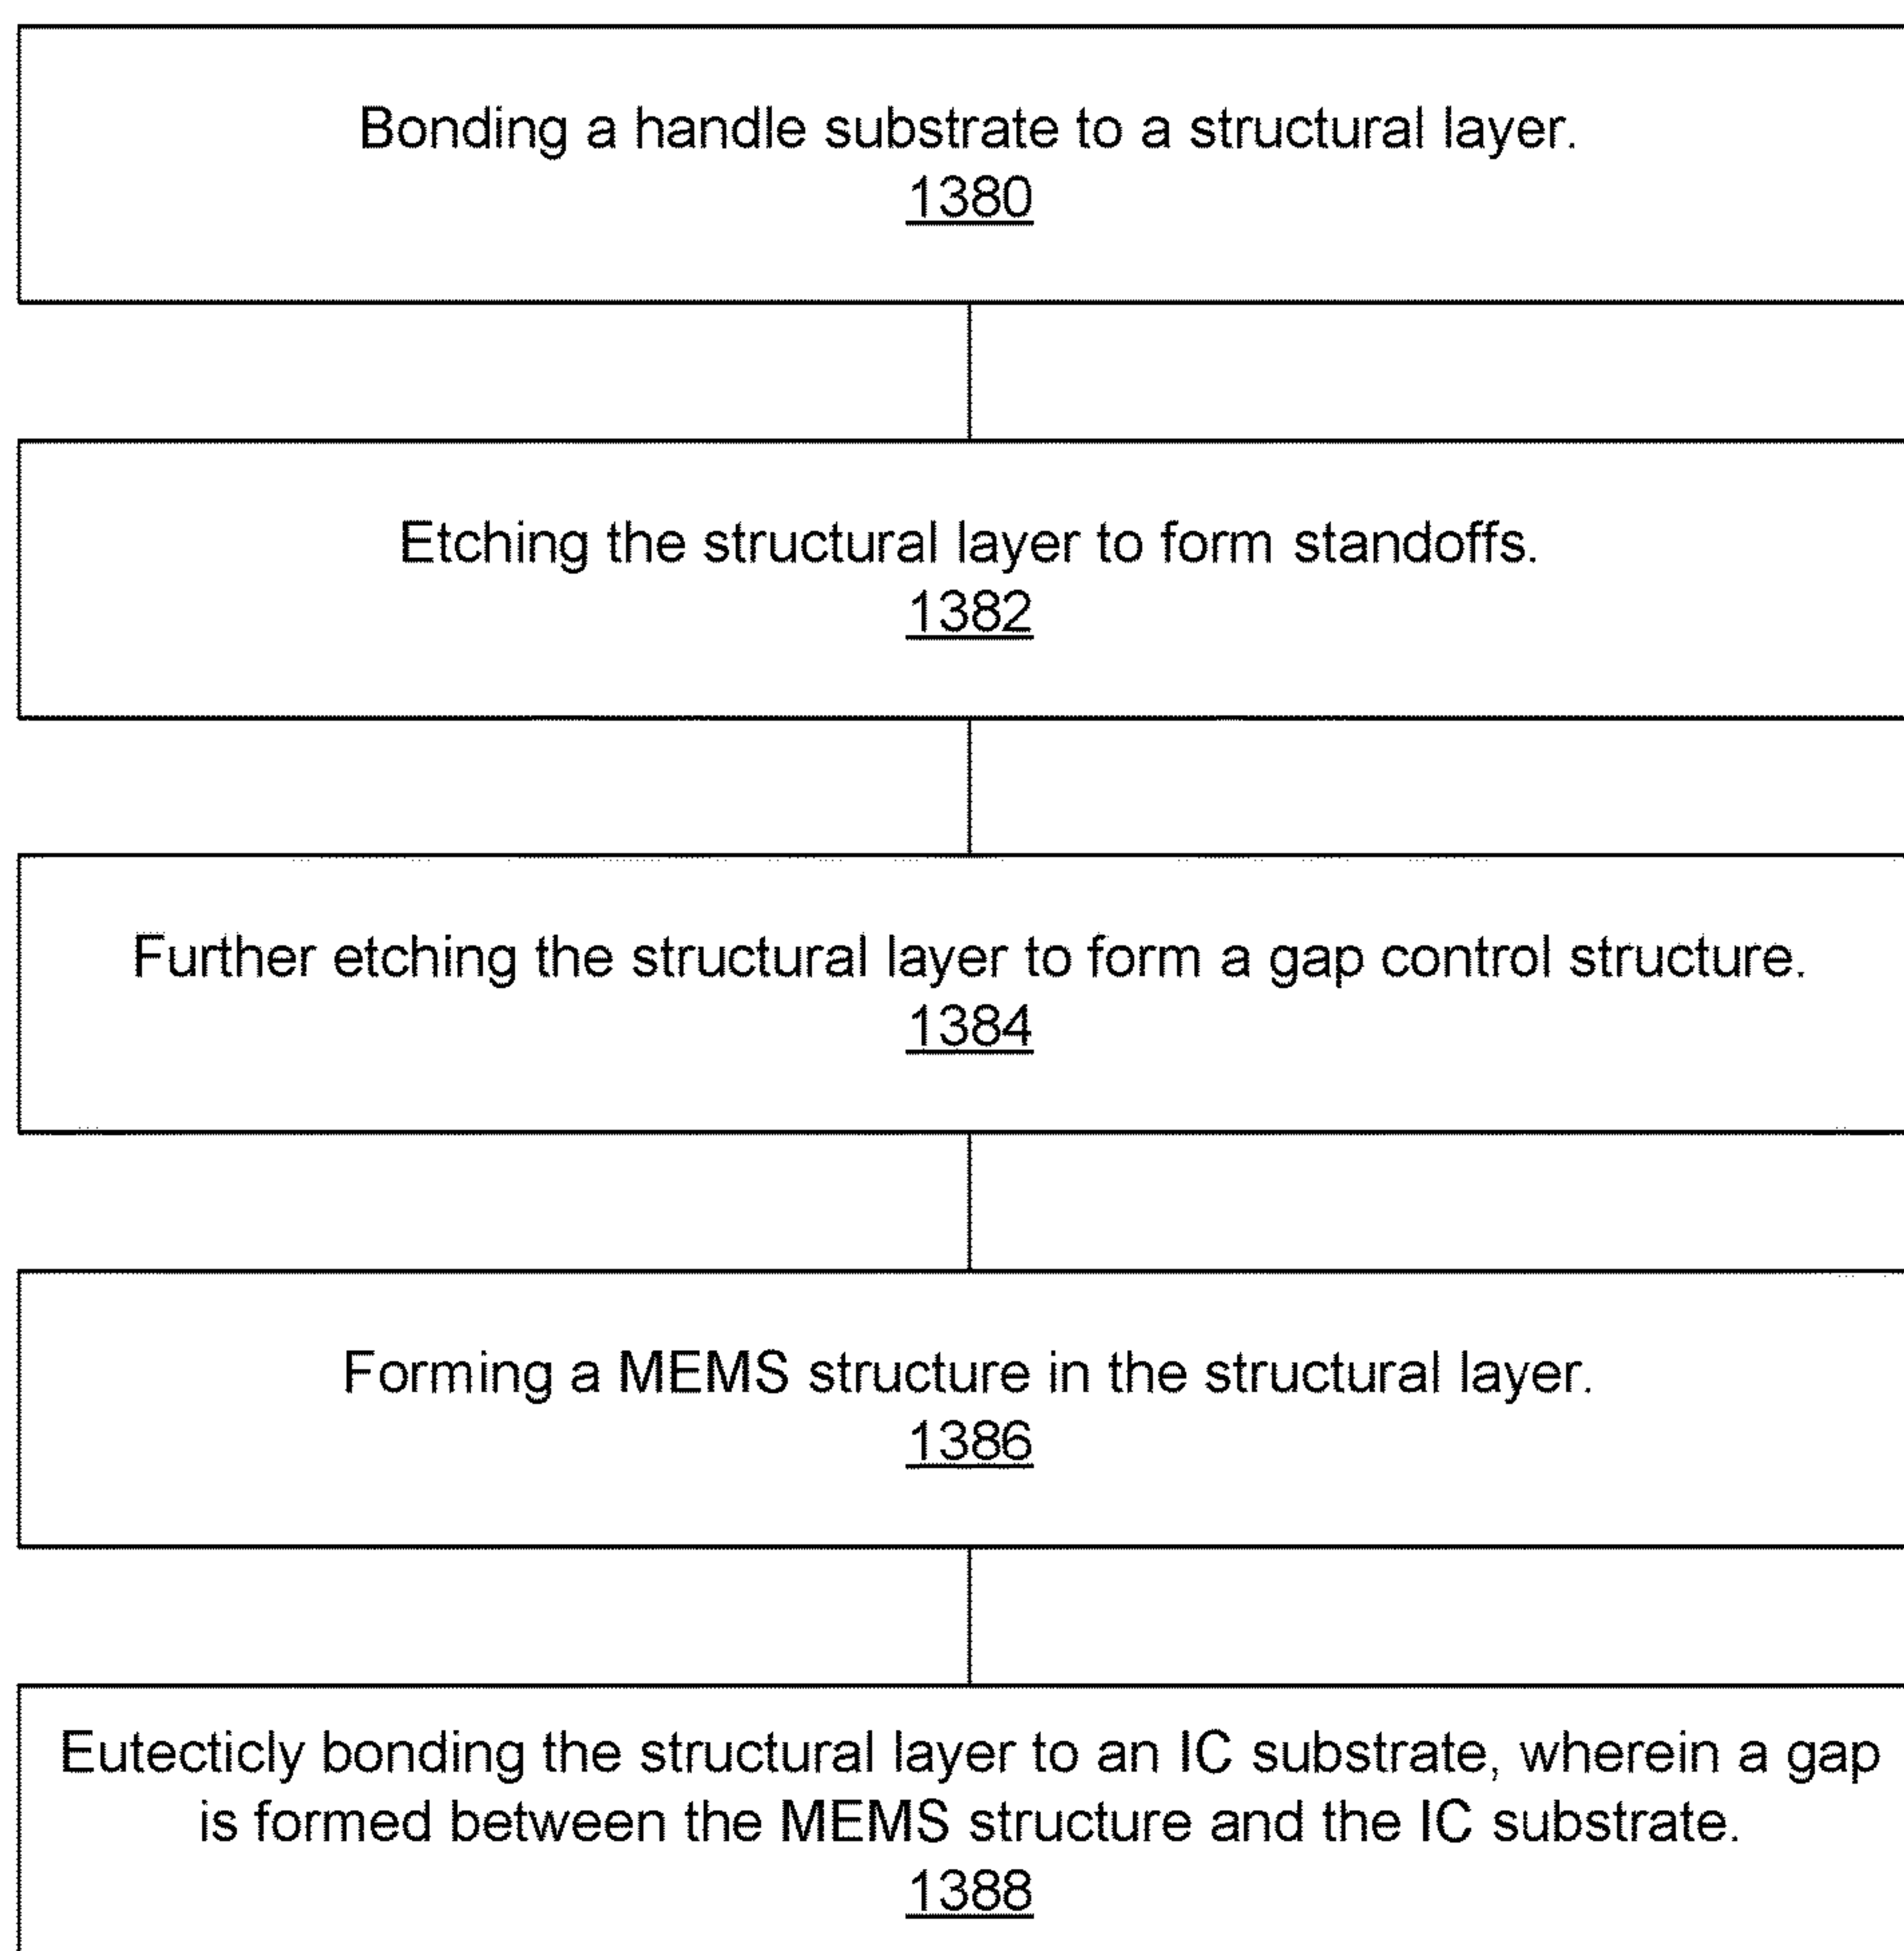 Bonding a handle substrate to a structural layer.
1380
Etching the structural layer to form standoffs.
1382
Further etching the structural layer to form a gap control structure.
1384
Forming a MEMS structure in the structural layer.
1386
Eutecticly bonding the structural layer to an IC substrate, wherein a gap
is formed between the MEMS structure and the IC substrate.
1388